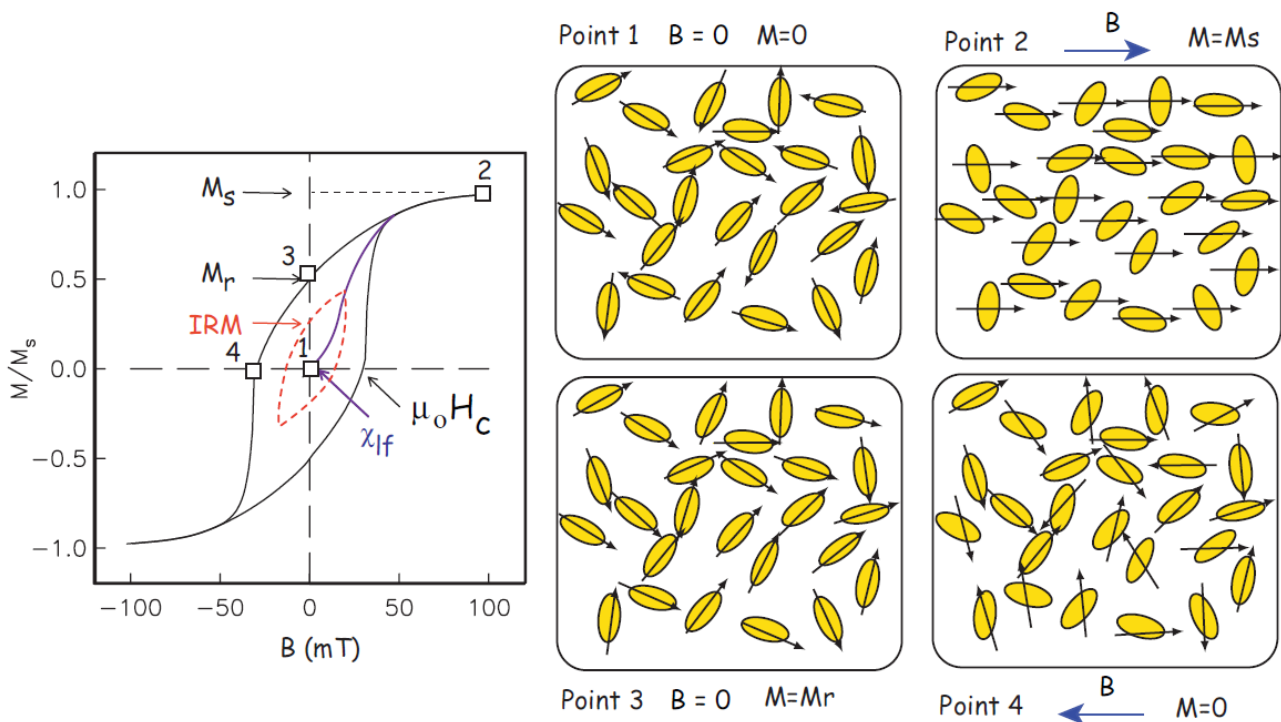 Point 1 B = 0 M=0
Point 2 B M=Ms
1.0
0.5
0.0
−0.5
−1.0
M/Ms
Ms
Mr
IRM
1
2
3
4
μoHc
χlf
−100 −50 0 50 100
B (mT)
Point 3 B = 0 M=Mr
Point 4 B M=0